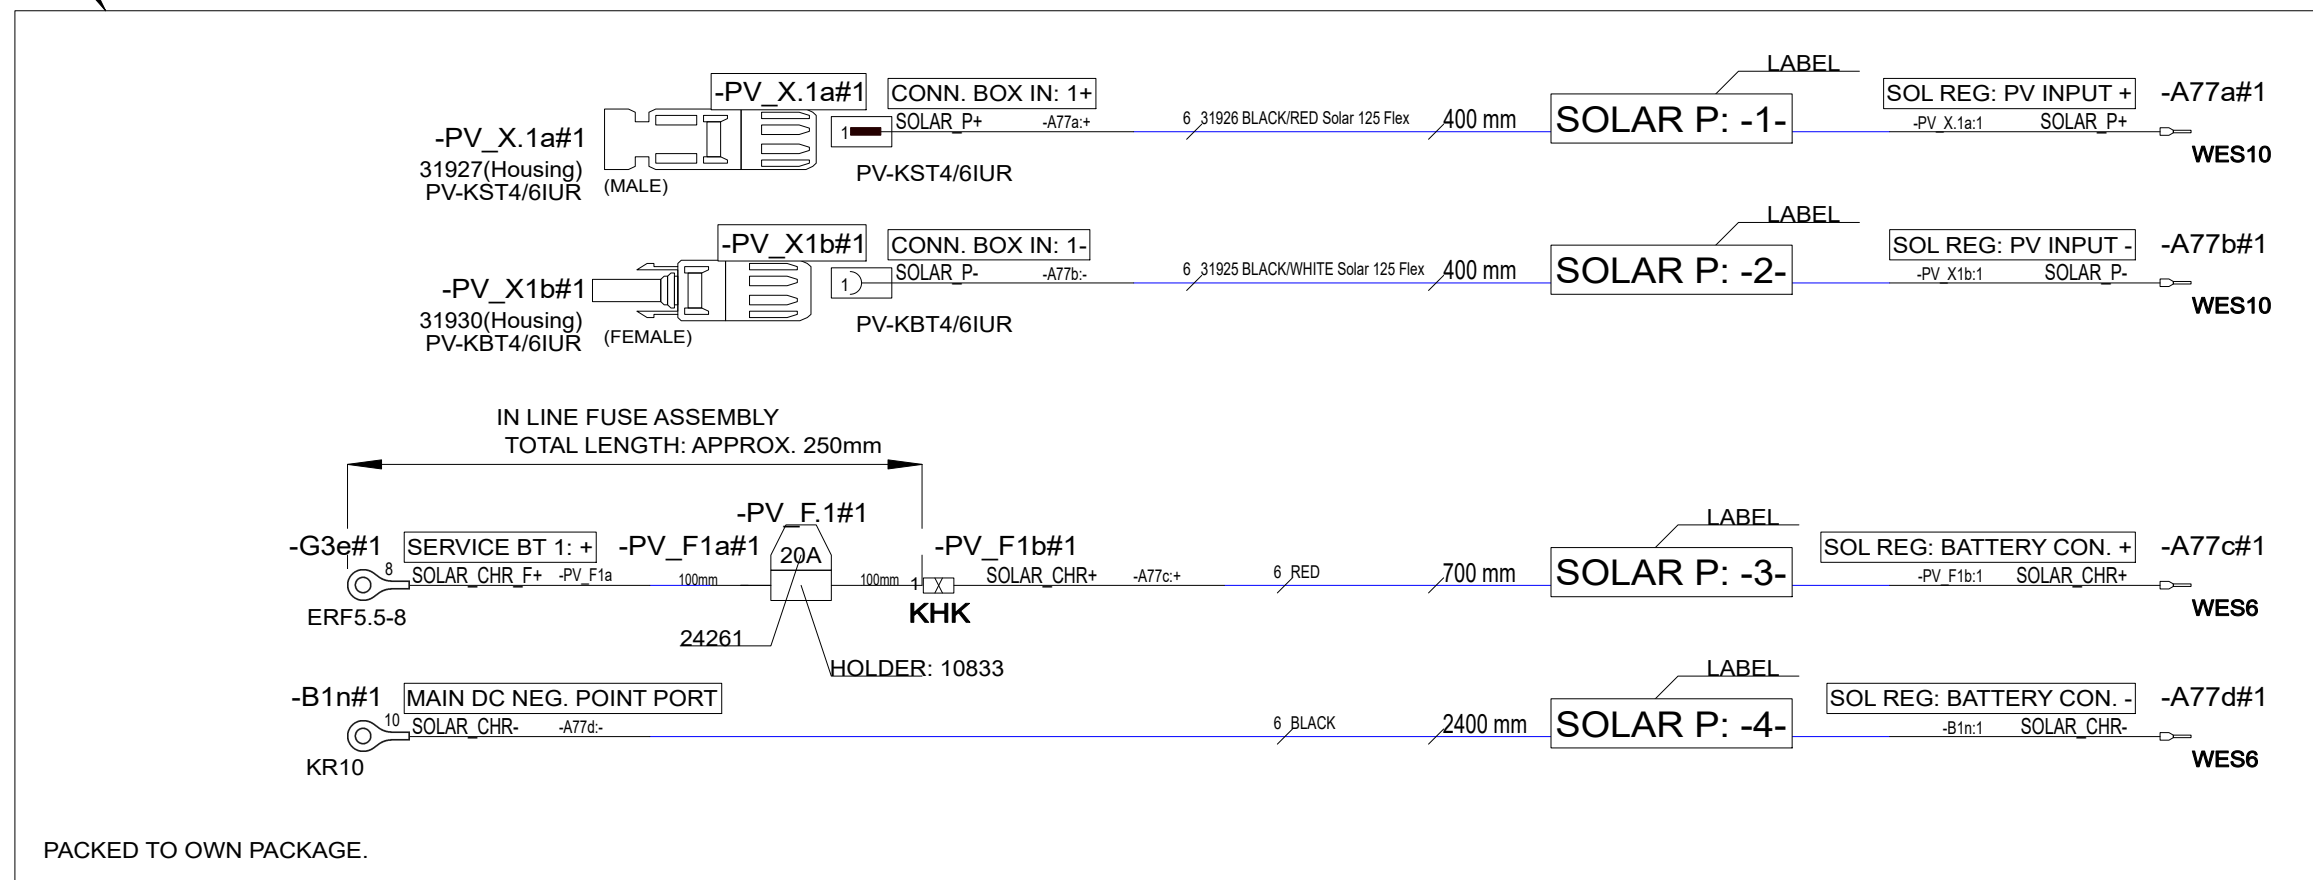 LABEL
-PV_X.1a#1 CONN. BOX IN: 1+ SOL REG: PV INPUT + -A77a#1
-PV_X.1a#1 1 SOLAR_P+ -A77a:+ 6 31926 BLACK/RED Solar 125 Flex 400 mm SOLAR P: -1- -PV_X.1a:1 SOLAR_P+
31927(Housing) WES10
PV-KST4/6IUR (MALE) PV-KST4/6IUR
LABEL
-PV_X1b#1 CONN. BOX IN: 1- SOL REG: PV INPUT - -A77b#1
-PV_X1b#1 1 SOLAR_P- -A77b:- 6 31925 BLACK/WHITE Solar 125 Flex 400 mm SOLAR P: -2- -PV_X1b:1 SOLAR_P-
31930(Housing) WES10
PV-KBT4/6IUR (FEMALE) PV-KBT4/6IUR
IN LINE FUSE ASSEMBLY
TOTAL LENGTH: APPROX. 250mm
-PV_F.1#1 LABEL
-G3e#1 SERVICE BT 1: + -PV_F1a#1 20A -PV_F1b#1 SOL REG: BATTERY CON. + -A77c#1
8 SOLAR_CHR_F+ -PV_F1a 100mm 100mm 1 SOLAR_CHR+ -A77c:+ 6 RED 700 mm SOLAR P: -3- -PV_F1b:1 SOLAR_CHR+
ERF5.5-8 KHK WES6
24261
HOLDER: 10833 LABEL
-B1n#1 MAIN DC NEG. POINT PORT SOL REG: BATTERY CON. - -A77d#1
10 SOLAR_CHR- -A77d:- 6 BLACK 2400 mm SOLAR P: -4- -B1n:1 SOLAR_CHR-
KR10 WES6
PACKED TO OWN PACKAGE.